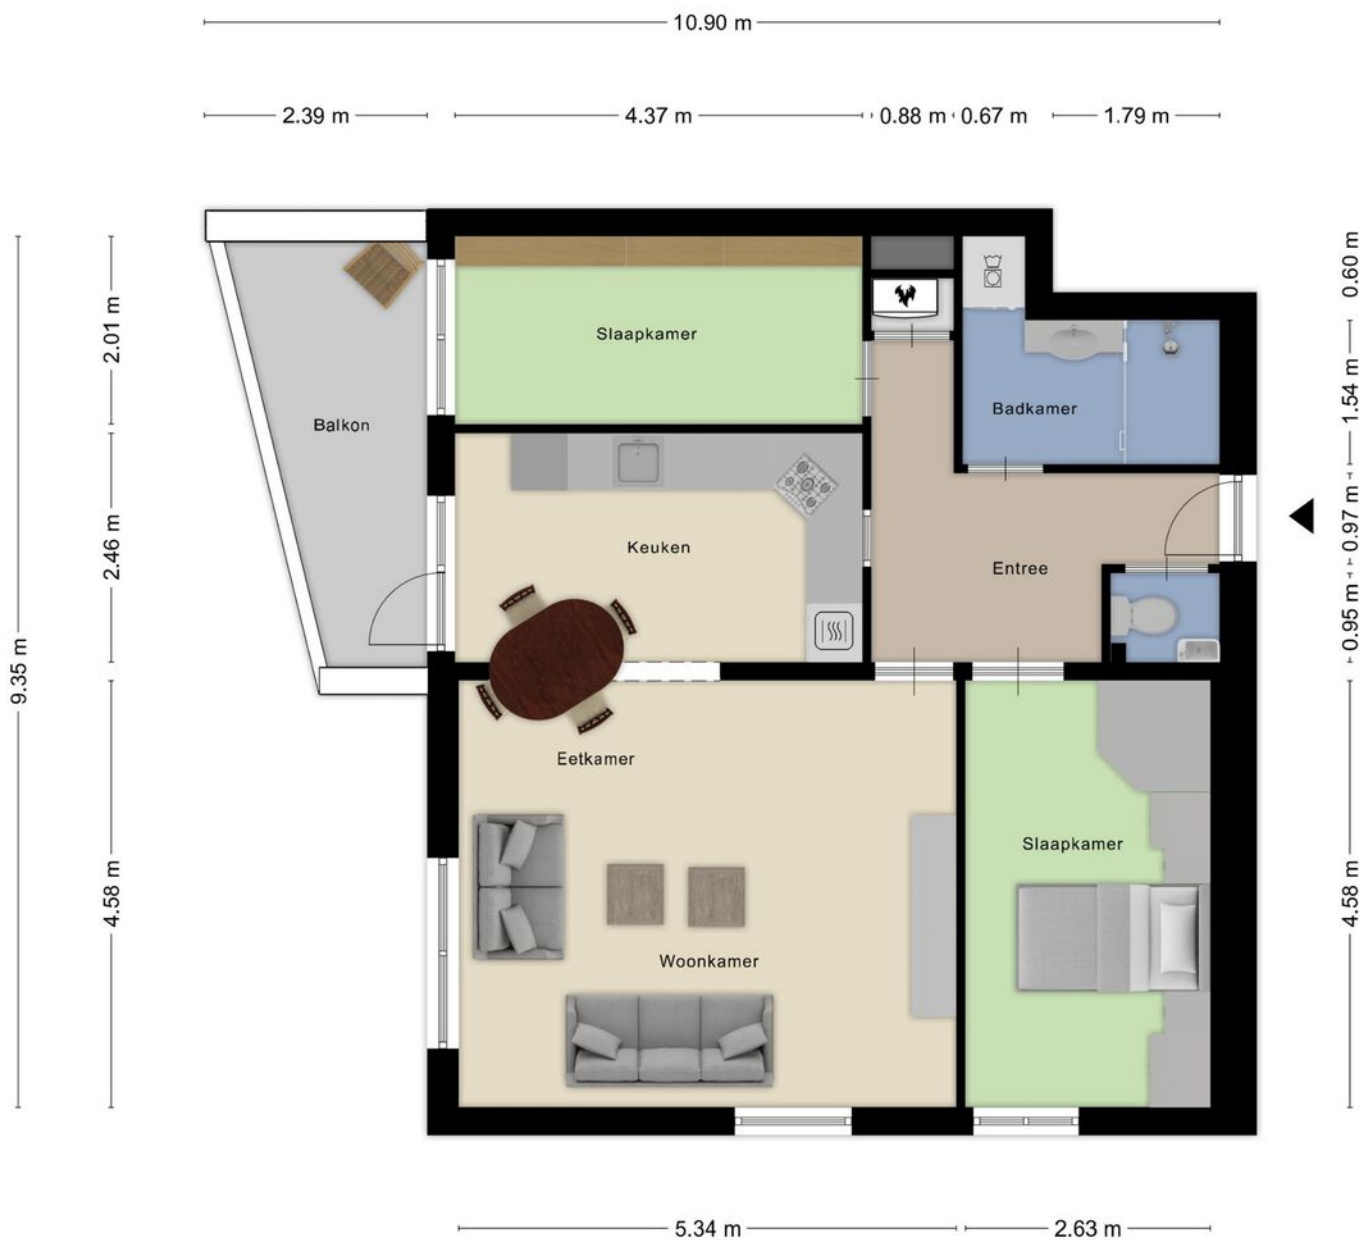 10.90 m
2.39 m
4.37 m
0.88 m
0.67 m
1.79 m
9.35 m
2.01 m
2.46 m
4.58 m
0.60 m
1.54 m
0.97 m
0.95 m
4.58 m
Slaapkamer
Balkon
Badkamer
Keuken
Entree
Eetkamer
Slaapkamer
Woonkamer
5.34 m
2.63 m